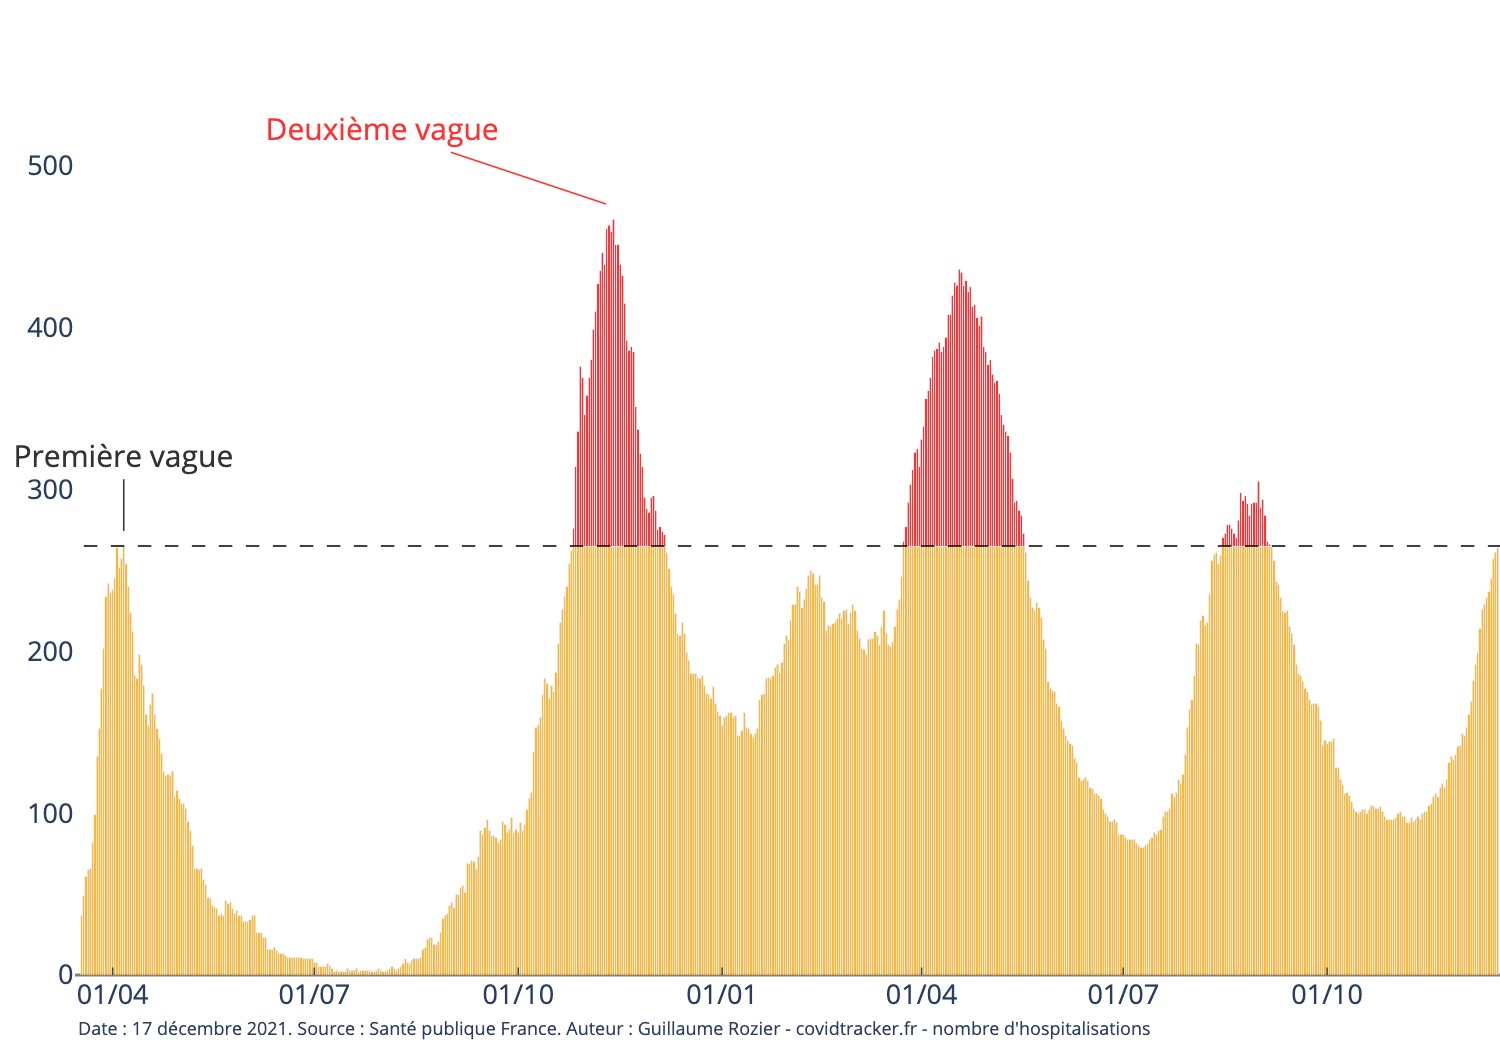 Deuxième vague
500
400
Première vague
300
200
100
0
01/04 01/07 01/10 01/01 01/04 01/07 01/10
Date : 17 décembre 2021. Source : Santé publique France. Auteur : Guillaume Rozier - covidtracker.fr - nombre d'hospitalisations